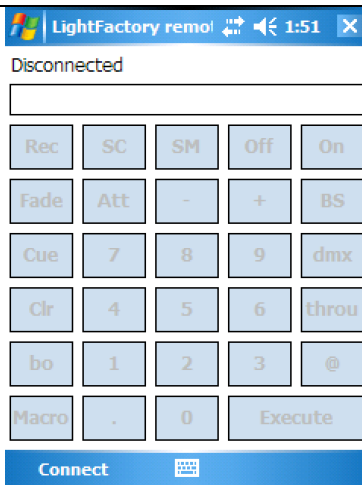 LightFactory remot 1:51
Disconnected
Rec SC SM Off On
Fade Att - + BS
Cue 7 8 9 dmx
Clr 4 5 6 throu
bo 1 2 3 @
Macro . 0 Execute
Connect